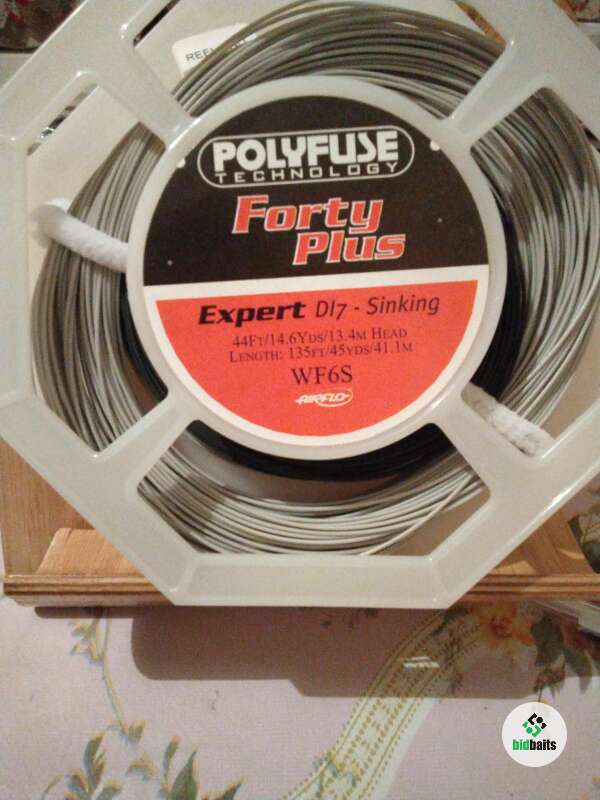 POLYFUSE
TECHNOLOGY
Forty
Plus
Expert DI7 - Sinking
44Ft/14.6Yds/13.4m Head
Length: 135ft/45yds/41.1m
WF6S
AIRFLO
bidbaits